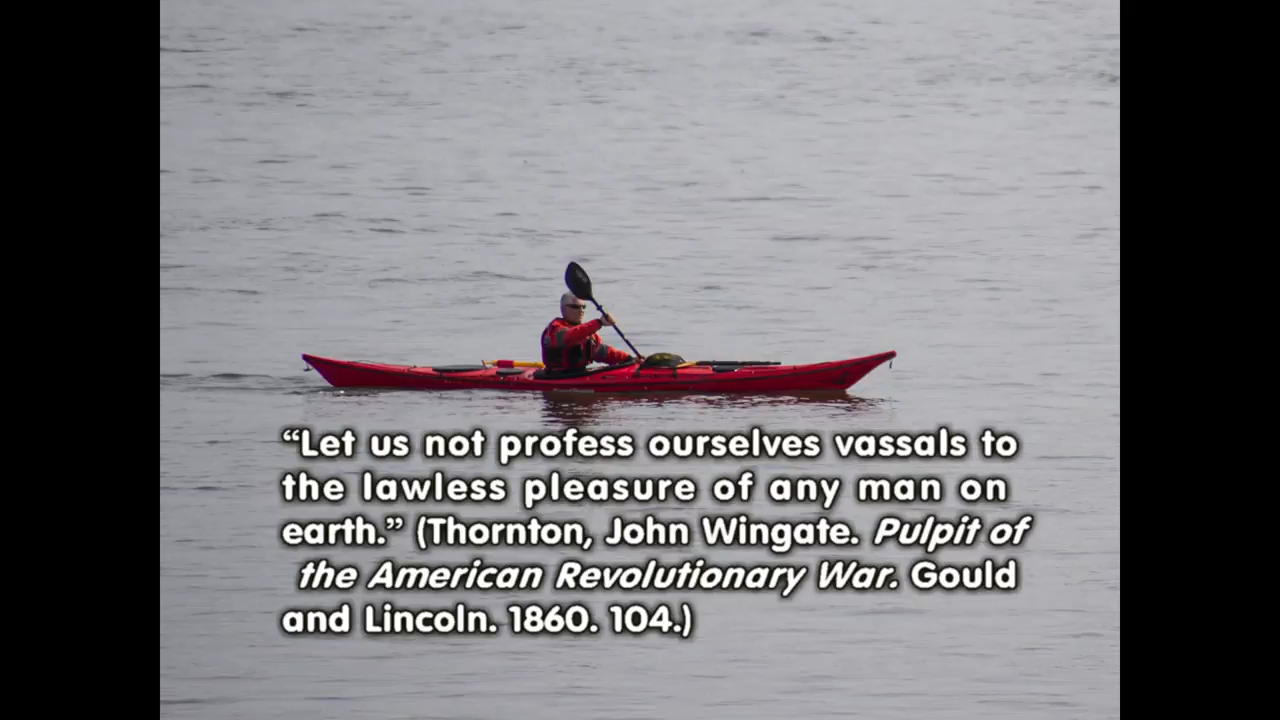 “Let us not profess ourselves vassals to
the lawless pleasure of any man on
earth.” (Thornton, John Wingate. Pulpit of
the American Revolutionary War. Gould
and Lincoln. 1860. 104.)